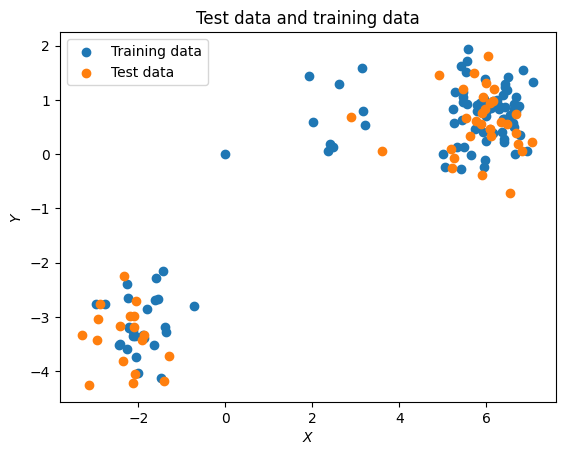 Test data and training data
Training data
Test data
2
1
0
−1
−2
−3
−4
Y
−2
0
2
4
6
X